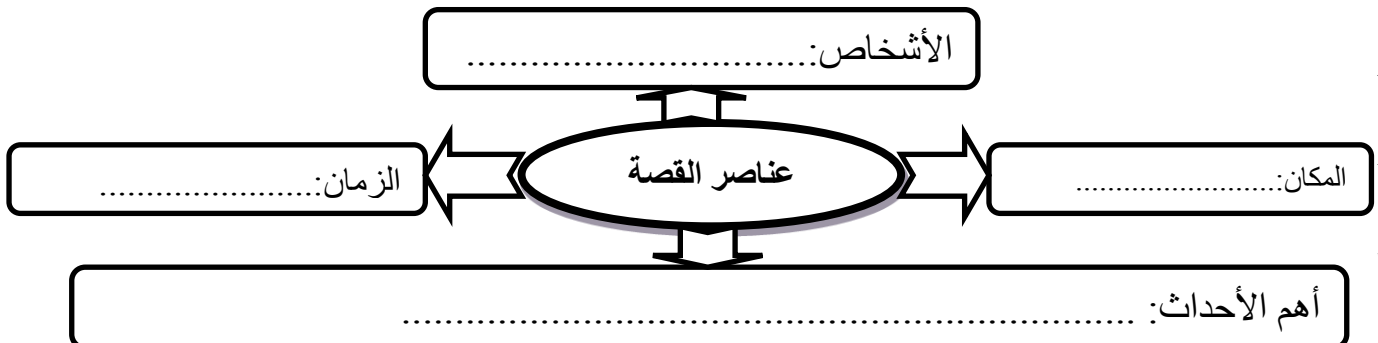 الأشخاص:................................
عناصر القصة
المكان:.........................
الزمان:.....................
أهم الأحداث: ......................................................................